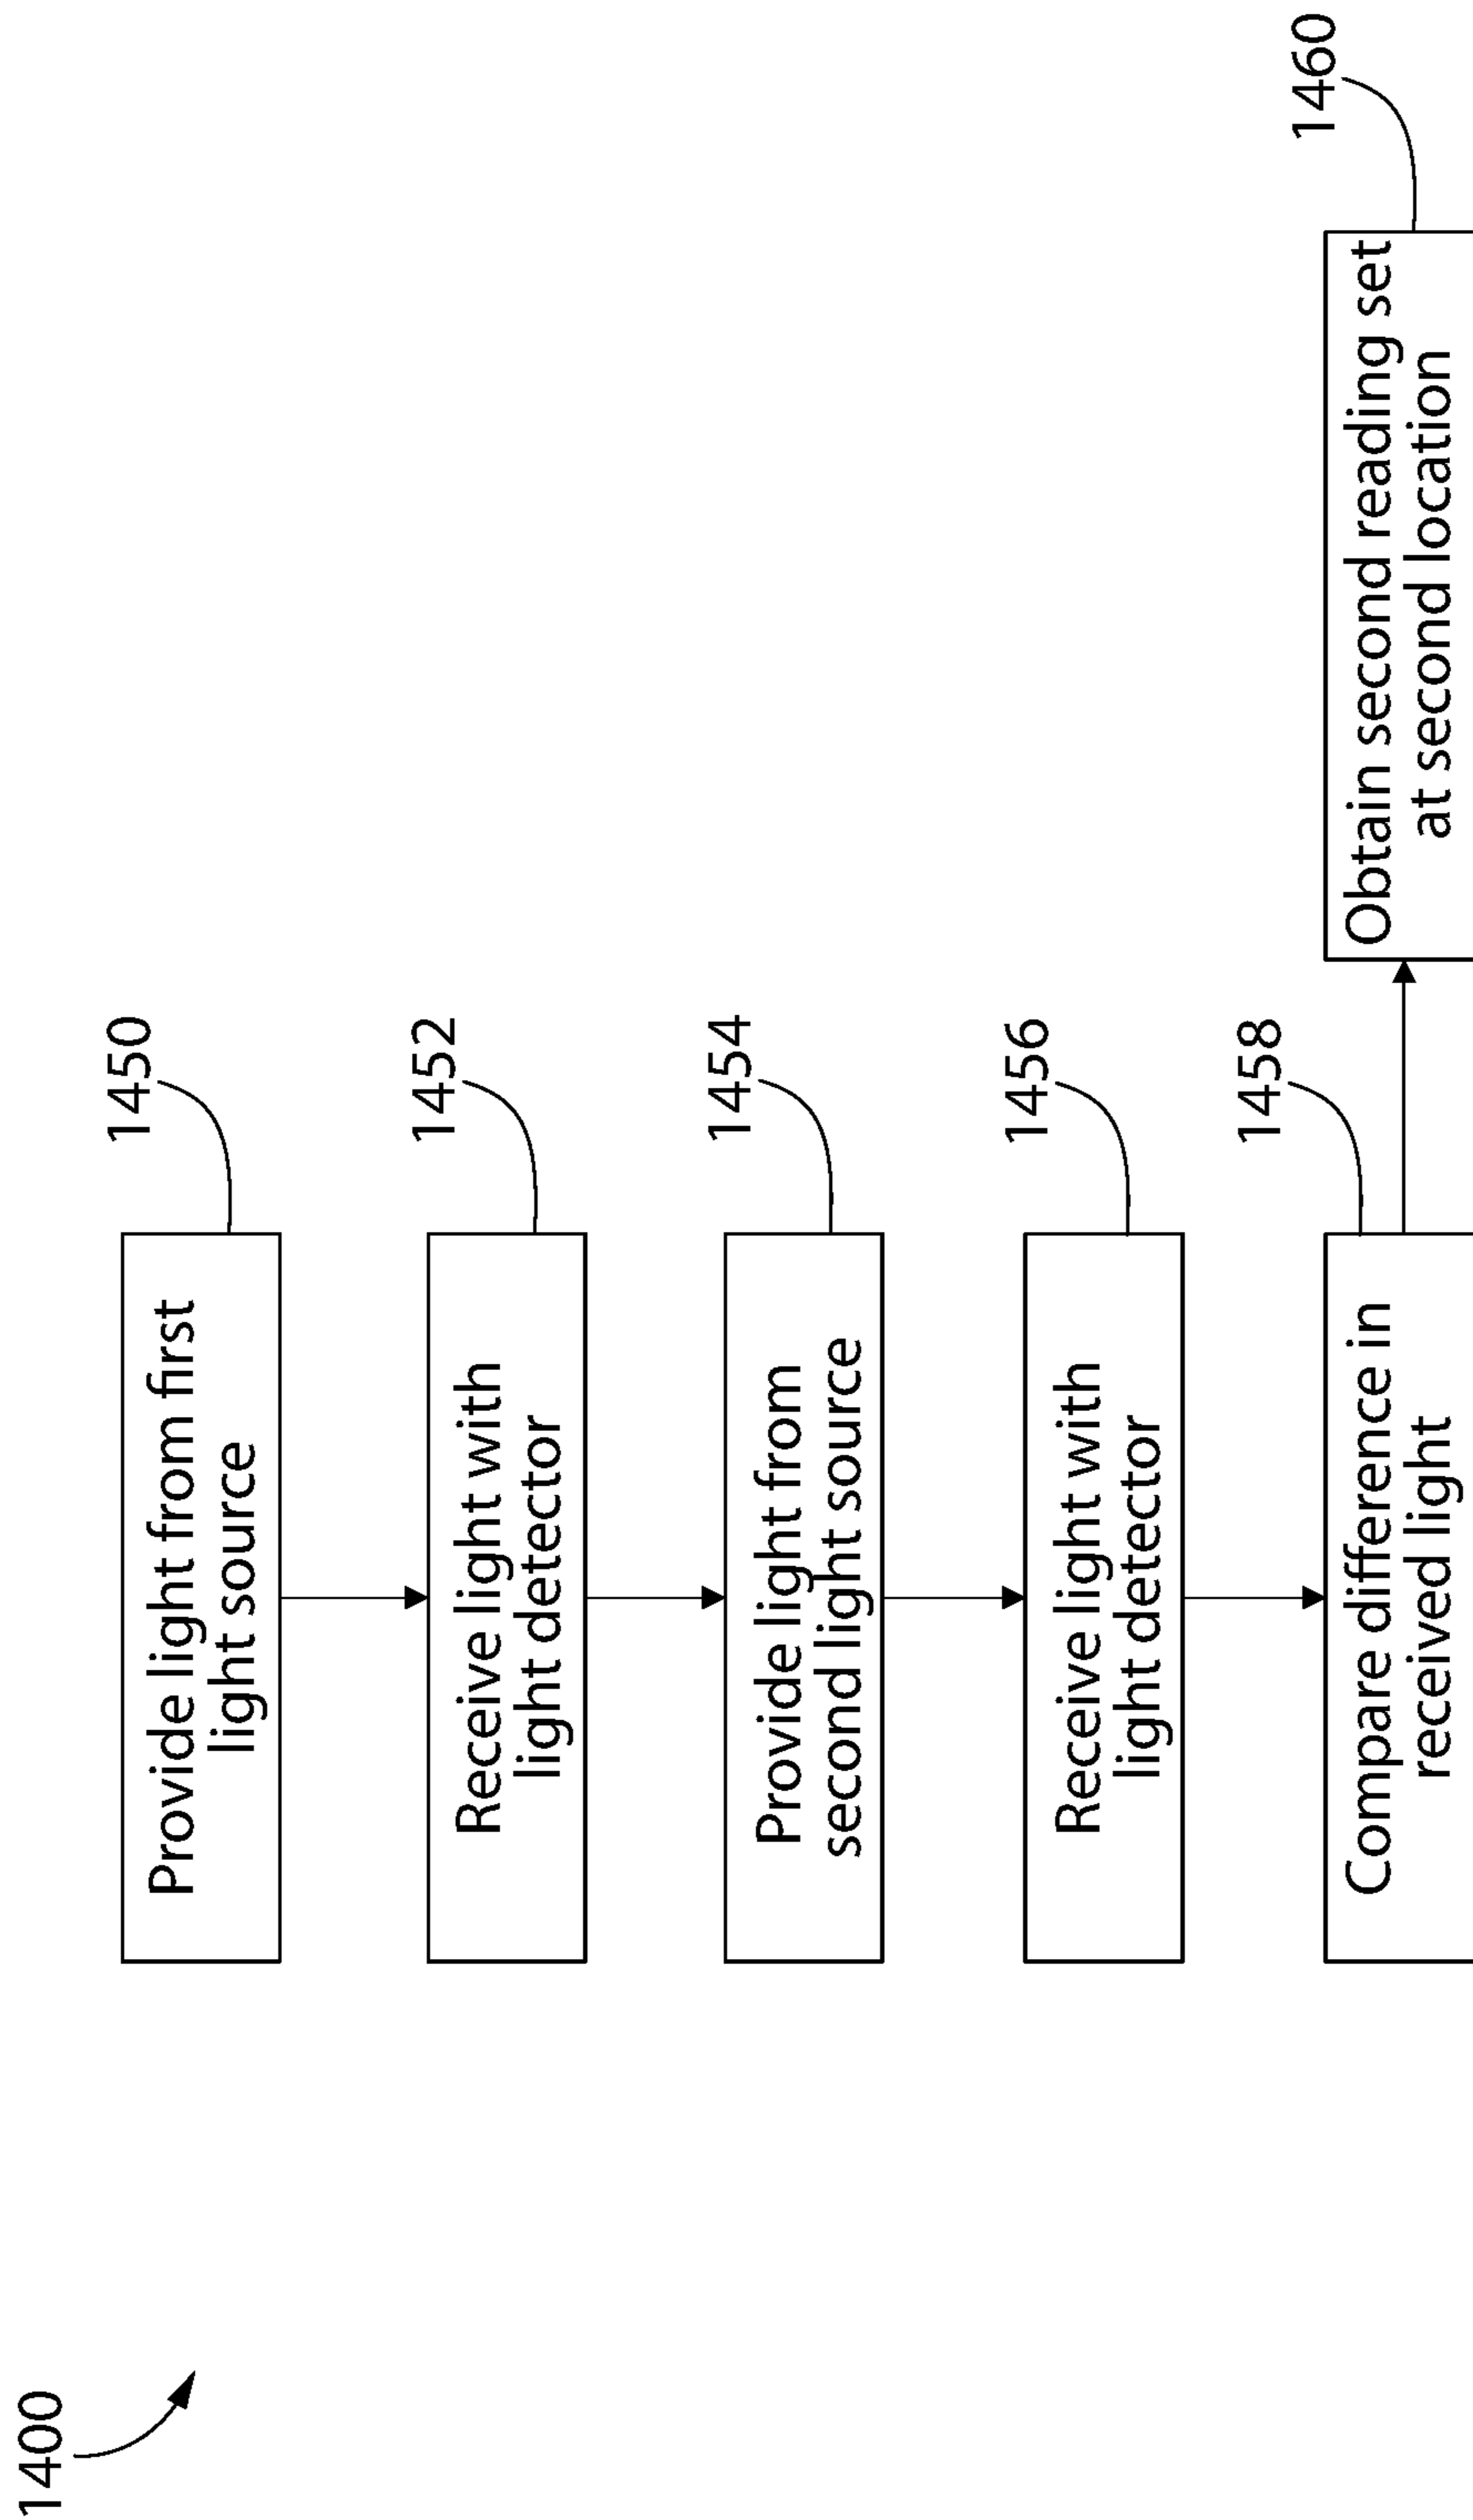 1400
1450
Provide light from first
light source
1452
Receive light with
light detector
1454
Provide light from
second light source
1456
Receive light with
light detector
1458
Compare difference in
received light
1460
Obtain second reading set
at second location